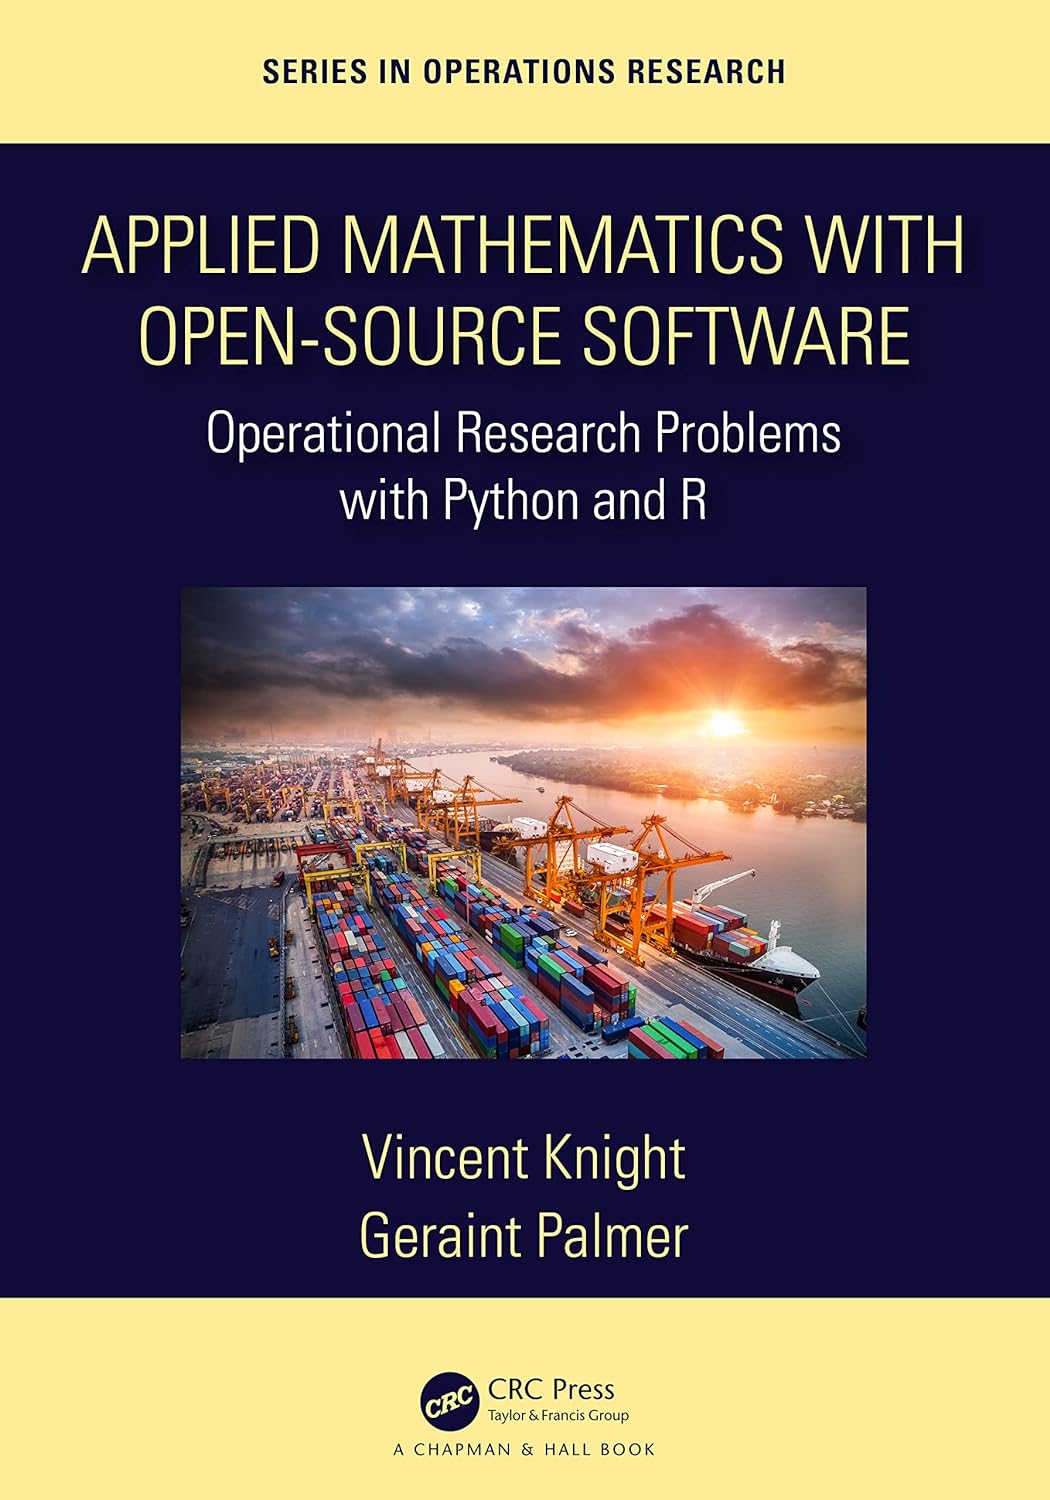 SERIES IN OPERATIONS RESEARCH
APPLIED MATHEMATICS WITH
OPEN-SOURCE SOFTWARE
Operational Research Problems
with Python and R
Vincent Knight
Geraint Palmer
CRC
CRC Press
Taylor & Francis Group
A CHAPMAN & HALL BOOK